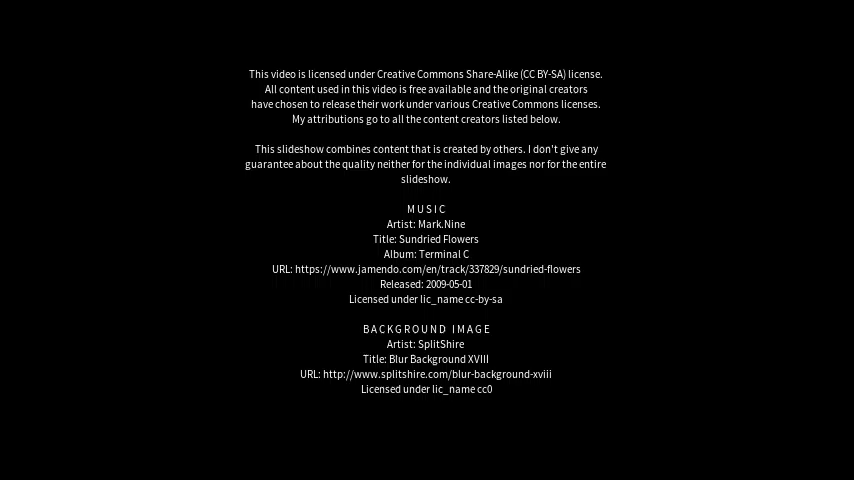 This video is licensed under Creative Commons Share-Alike (CC BY-SA) license.
All content used in this video is free available and the original creators
have chosen to release their work under various Creative Commons licenses.
My attributions go to all the content creators listed below.
This slideshow combines content that is created by others. I don't give any
guarantee about the quality neither for the individual images nor for the entire
slideshow.
MUSIC
Artist: Mark.Nine
Title: Sundried Flowers
Album: Terminal C
URL: https://www.jamendo.com/en/track/337829/sundried-flowers
Released: 2009-05-01
Licensed under lic_name cc-by-sa
BACKGROUND IMAGE
Artist: SplitShire
Title: Blur Background XVIII
URL: http://www.splitshire.com/blur-background-xviii
Licensed under lic_name cc0